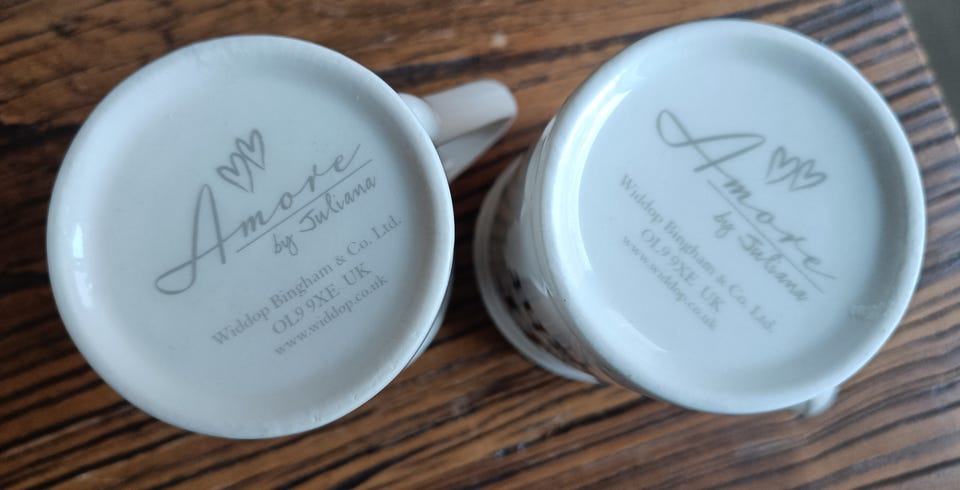 Amore
by Juliana
Widdop Bingham & Co. Ltd.
OL9 9XE UK
www.widdop.co.uk
Amore
by Juliana
Widdop Bingham & Co. Ltd.
OL9 9XE UK
www.widdop.co.uk